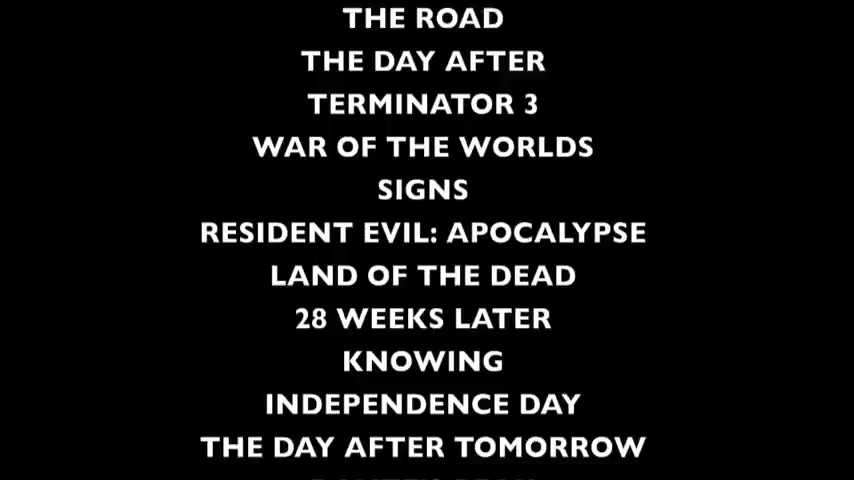 THE ROAD
THE DAY AFTER
TERMINATOR 3
WAR OF THE WORLDS
SIGNS
RESIDENT EVIL: APOCALYPSE
LAND OF THE DEAD
28 WEEKS LATER
KNOWING
INDEPENDENCE DAY
THE DAY AFTER TOMORROW